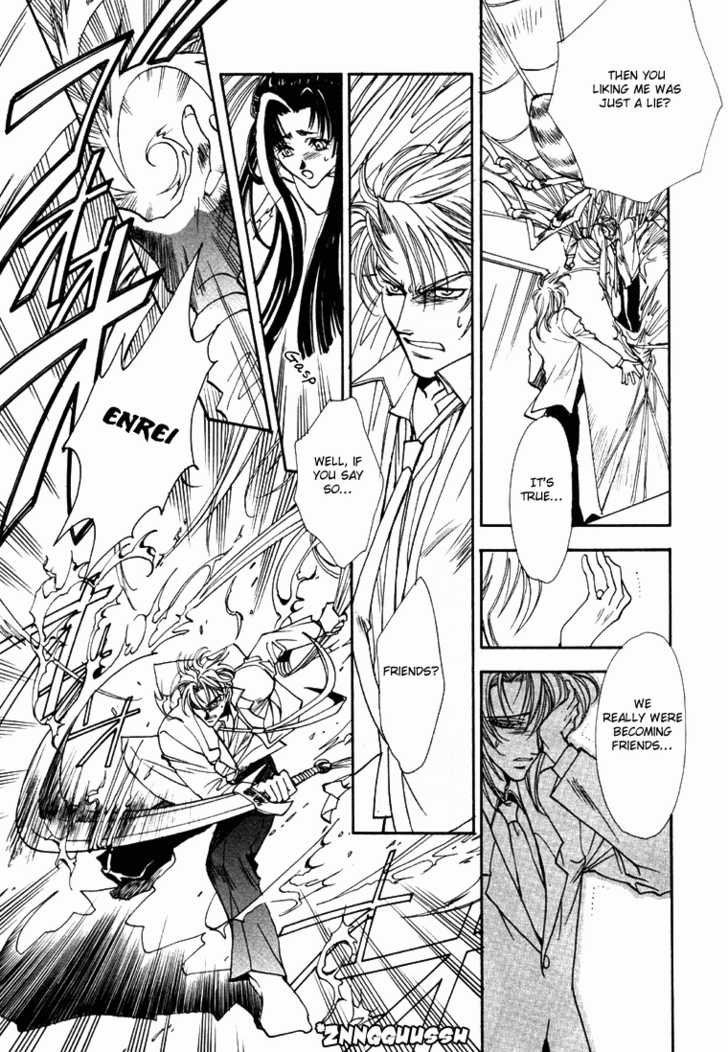 THEN YOU
LIKING ME WAS
JUST A LIE?
IT'S
TRUE...
WE
REALLY WERE
BECOMING
FRIENDS...
WELL, IF
YOU SAY
SO...
FRIENDS?
Gasp
ENREI
*ZNNGGUUSSH